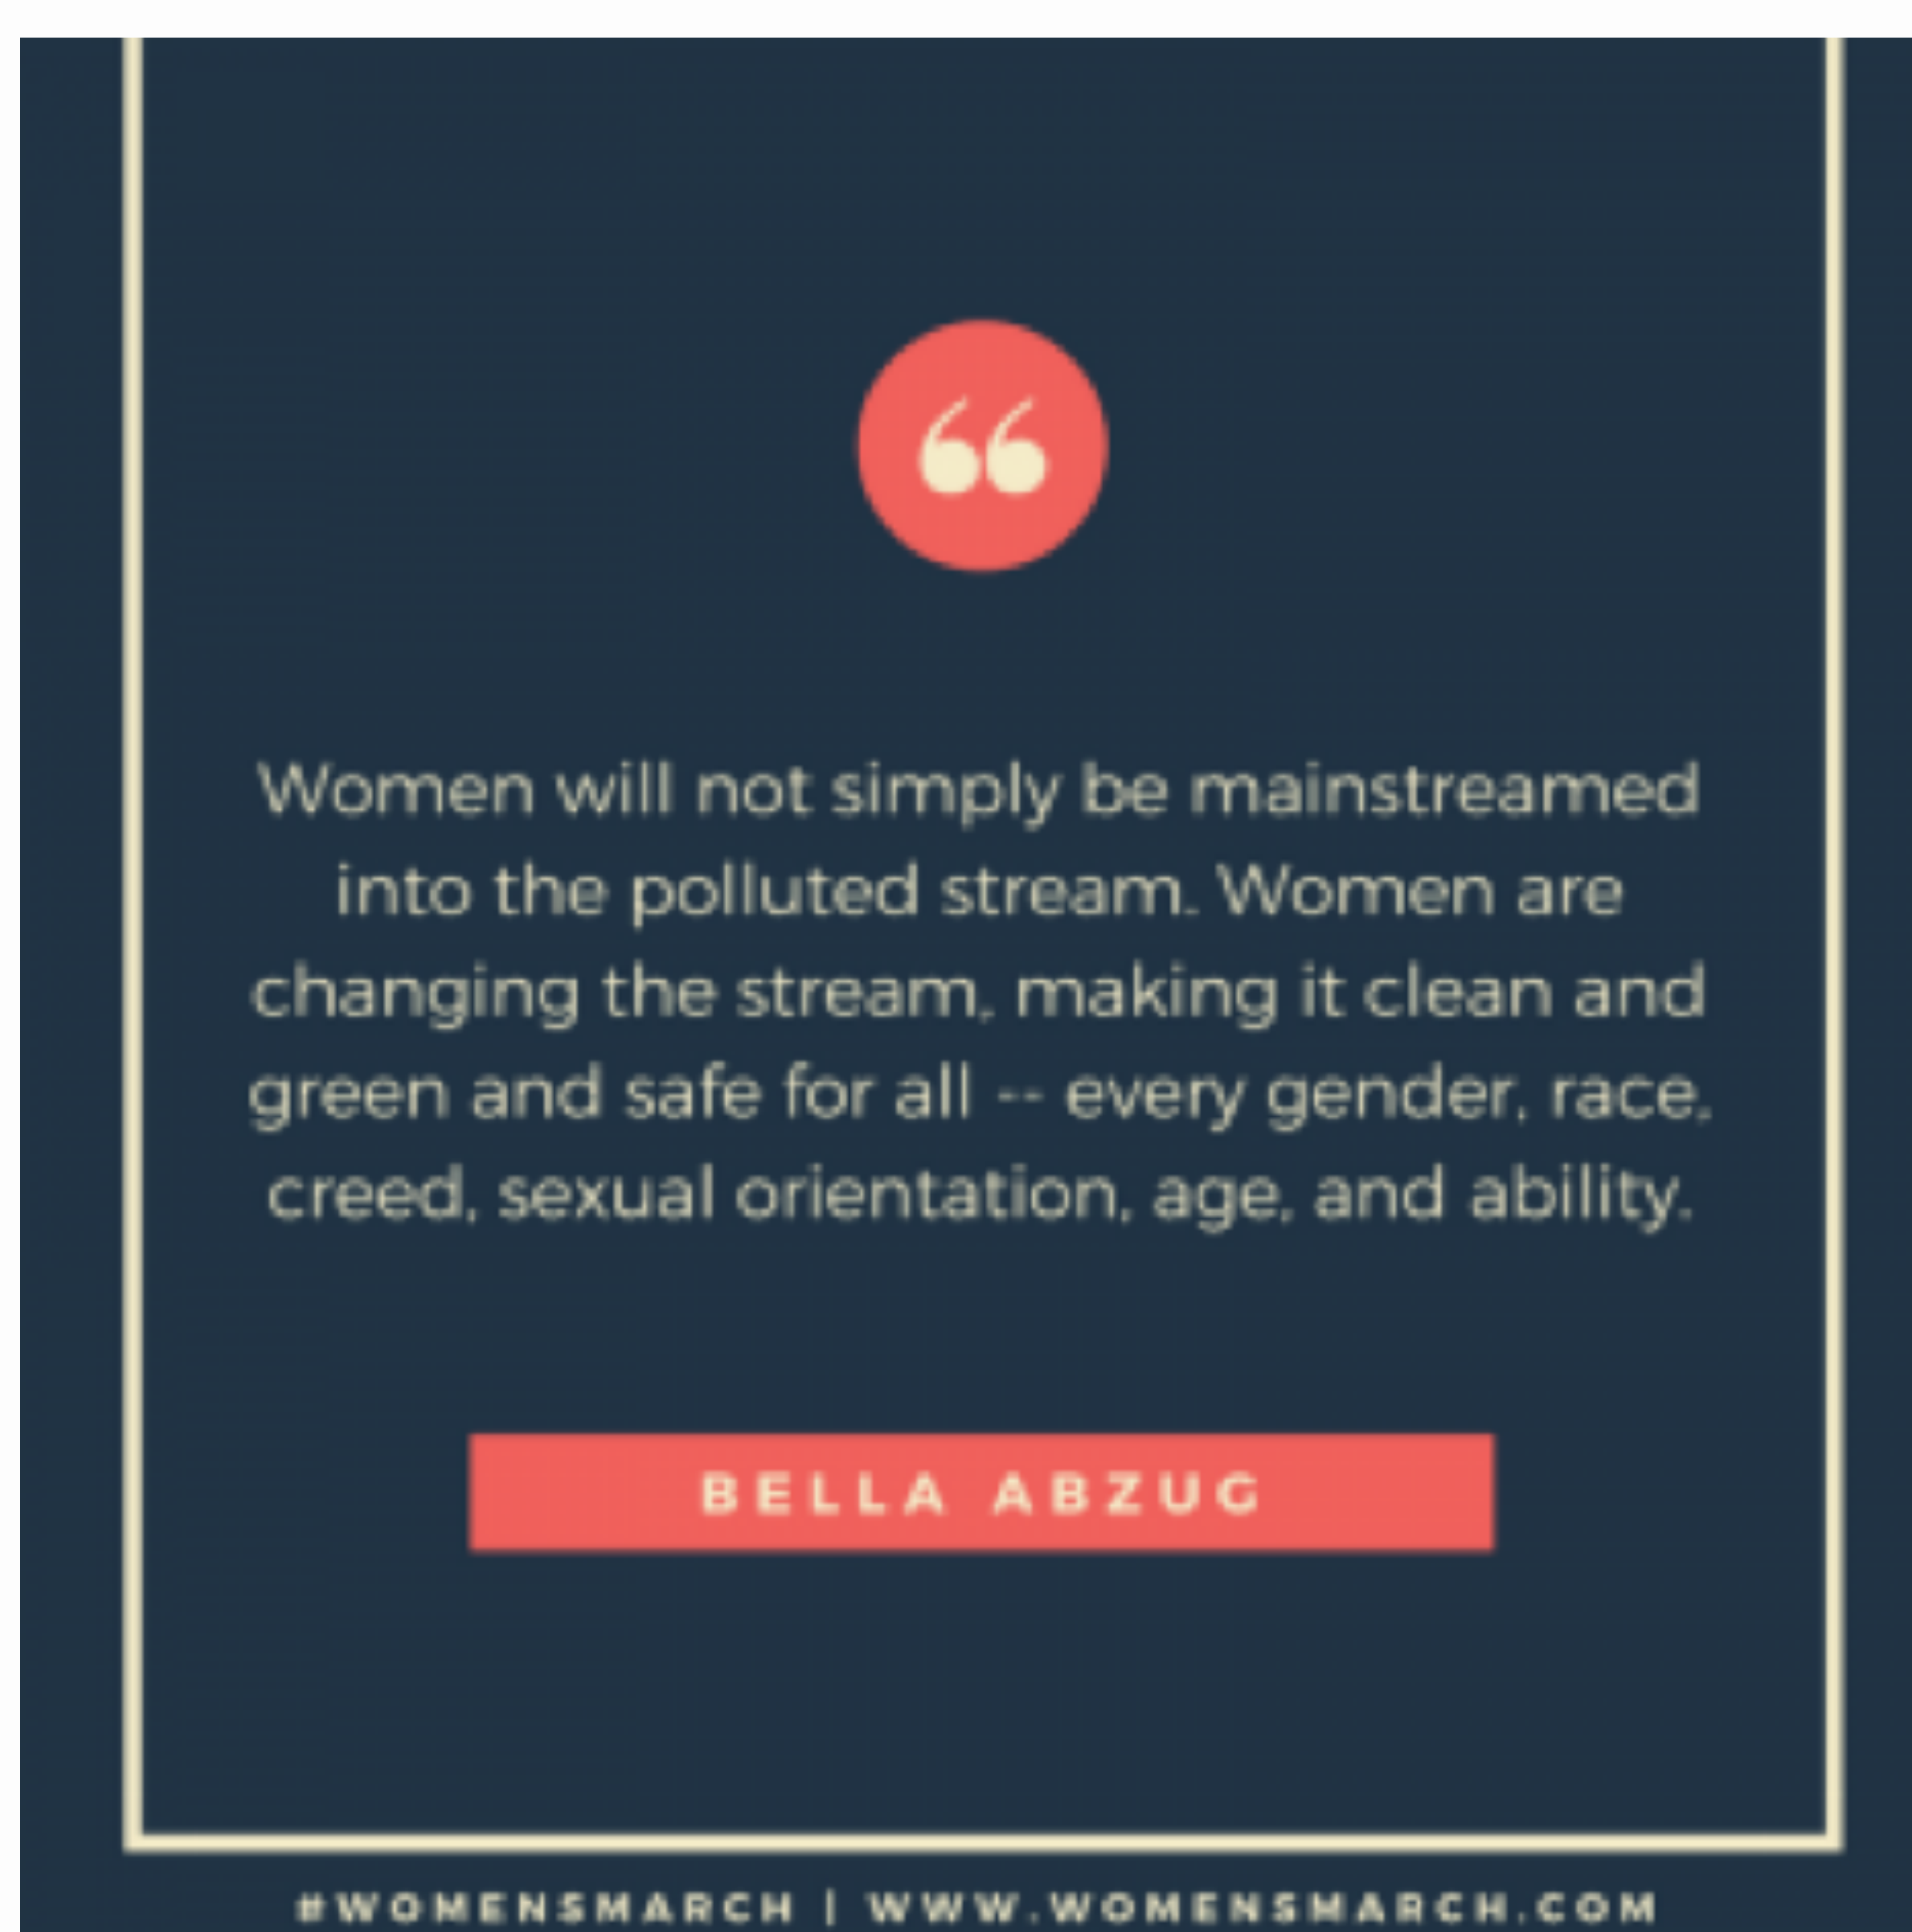 “
Women will not simply be mainstreamed
into the polluted stream. Women are
changing the stream, making it clean and
green and safe for all -- every gender, race,
creed, sexual orientation, age, and ability.
BELLA ABZUG
#WOMENSMARCH | WWW.WOMENSMARCH.COM